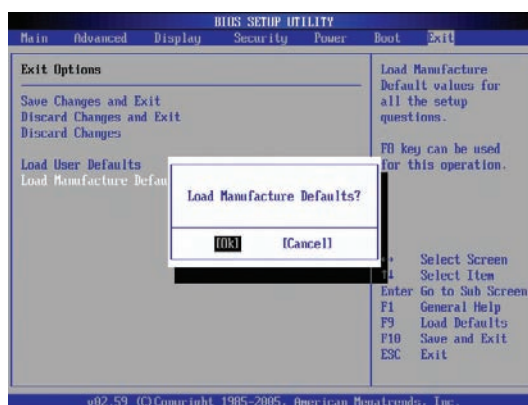 BIOS SETUP UTILITY
Main Advanced Display Security Power Boot Exit
Exit Options
Save Changes and Exit
Discard Changes and Exit
Discard Changes
Load User Defaults
Load Manufacture Defau
Load Manufacture Defaults?
[Ok] [Cancel]
Load Manufacture
Default values for
all the setup
questions.
F8 key can be used
for this operation.
Select Screen
↑↓ Select Item
Enter Go to Sub Screen
F1 General Help
F9 Load Defaults
F10 Save and Exit
ESC Exit
v02.59 (C)Copyright 1985-2005, American Megatrends, Inc.